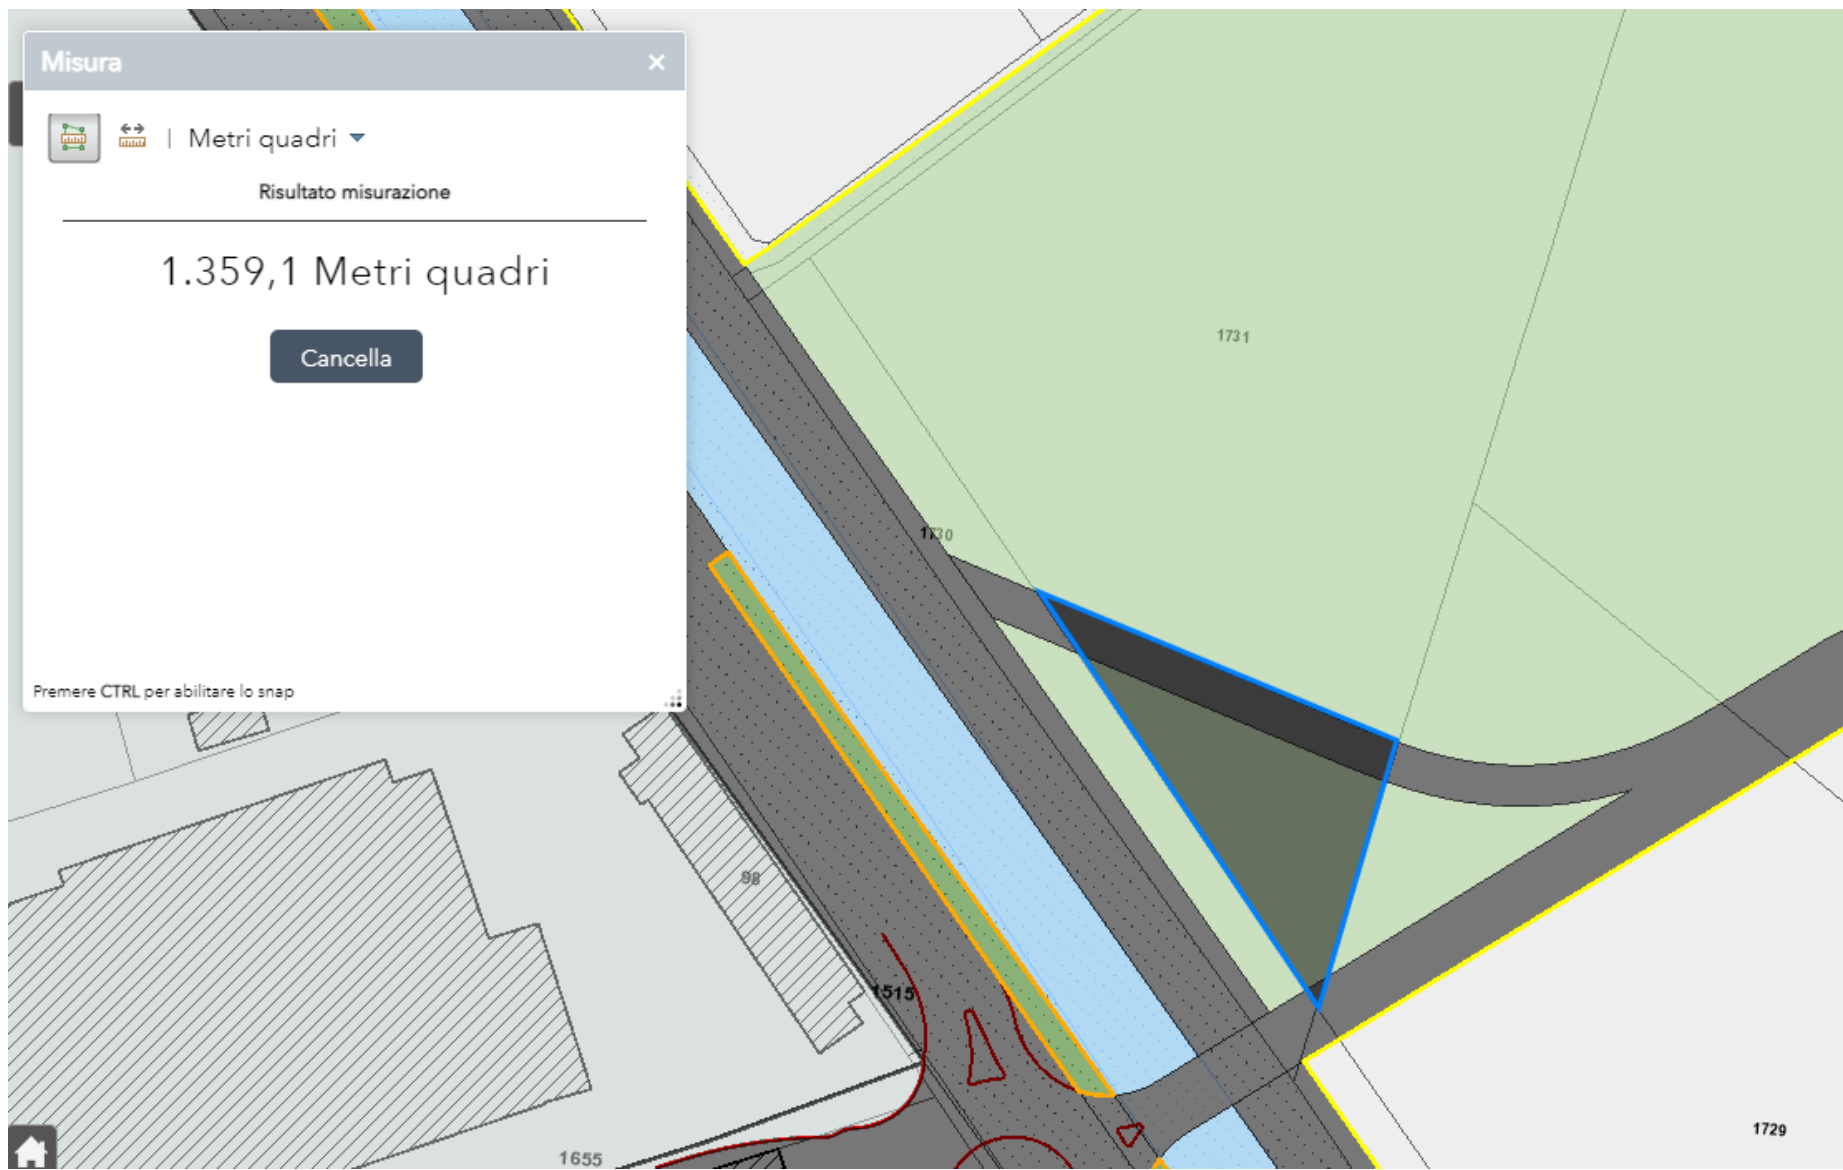 Misura
Metri quadri
Risultato misurazione
1.359,1 Metri quadri
Cancella
Premere CTRL per abilitare lo snap
1731
1730
98
1515
1729
1655